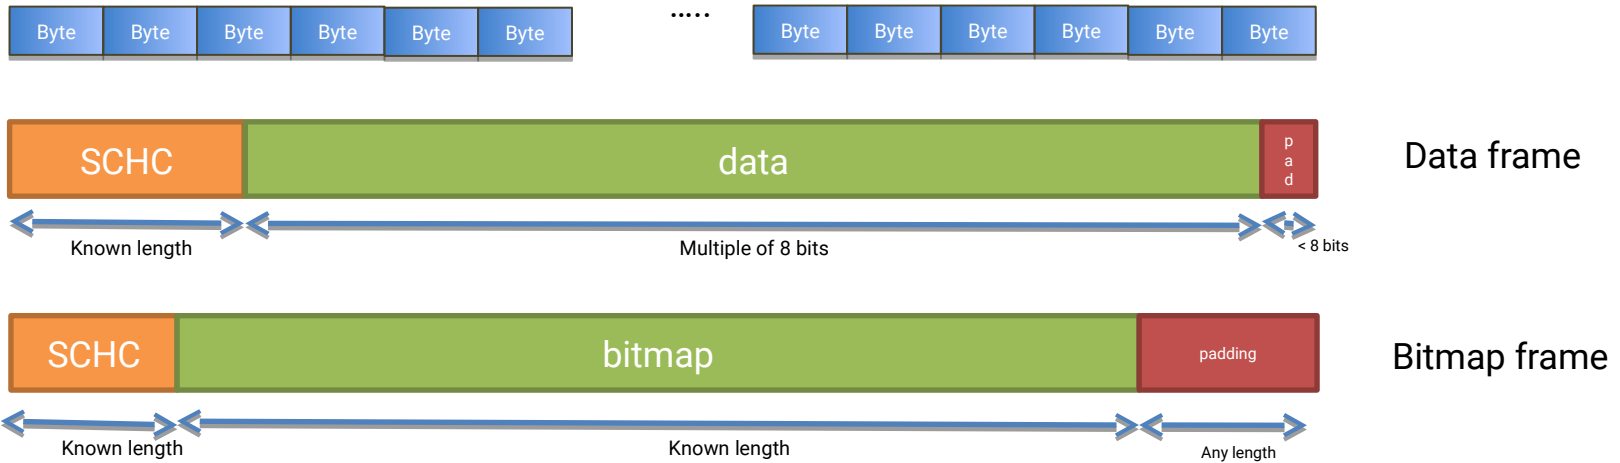 Byte Byte Byte Byte Byte Byte ..... Byte Byte Byte Byte Byte Byte
SCHC data pad Data frame
Known length Multiple of 8 bits < 8 bits
SCHC bitmap padding Bitmap frame
Known length Known length Any length